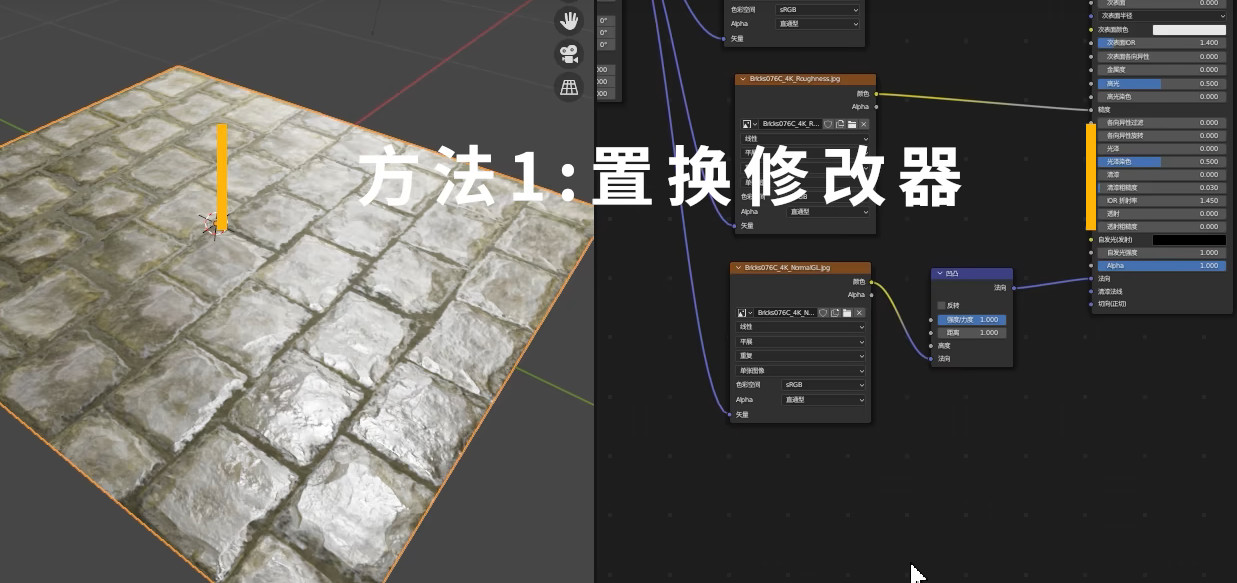 色彩空间 sRGB
Alpha 直通型
矢量
0°
0°
0°
000
000
000
Bricks076C_4K_Roughness.jpg
颜色
Alpha
Bricks076C_4K_R...
线性
平展
方法1:置换修改器
sRGB
Alpha 直通型
矢量
Bricks076C_4K_NormalGL.jpg
颜色
Alpha
Bricks076C_4K_N...
线性
平展
重复
单张图像
色彩空间 sRGB
Alpha 直通型
矢量
凹凸
法向
反转
强度/力度 1.000
距离 1.000
高度
法向
次表面 0.000
次表面半径
次表面颜色
次表面IOR 1.400
次表面各向异性 0.000
金属度 0.000
高光 0.500
高光染色 0.000
糙度
各向异性过滤 0.000
各向异性旋转 0.000
光泽 0.000
光泽染色 0.500
清漆 0.000
清漆粗糙度 0.030
IOR 折射率 1.450
透射 0.000
透射粗糙度 0.000
自发光(发射)
自发光强度 1.000
Alpha 1.000
法向
清漆法线
切向(正切)